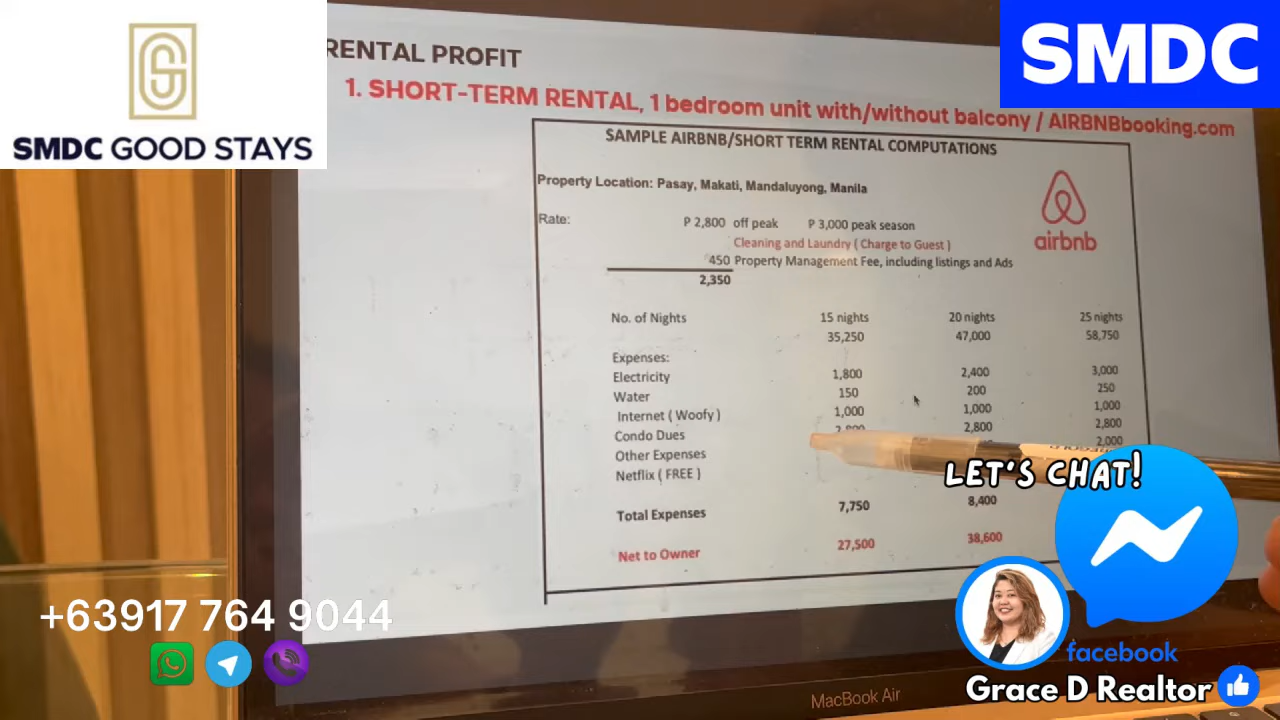 SMDC GOOD STAYS
SMDC
RENTAL PROFIT
1. SHORT-TERM RENTAL, 1 bedroom unit with/without balcony / AIRBNBbooking.com
SAMPLE AIRBNB/SHORT TERM RENTAL COMPUTATIONS
Property Location: Pasay, Makati, Mandaluyong, Manila
Rate: P 2,800 off peak P 3,000 peak season
Cleaning and Laundry ( Charge to Guest )
450 Property Management Fee, including listings and Ads
2,350
airbnb
No. of Nights 15 nights 20 nights 25 nights
35,250 47,000 58,750
Expenses:
Electricity 1,800 2,400 3,000
Water 150 200 250
Internet ( Woofy ) 1,000 1,000 1,000
Condo Dues 2,800 2,800 2,800
Other Expenses 2,000
Netflix ( FREE )
Total Expenses 7,750 8,400
Net to Owner 27,500 38,600
LET'S CHAT!
+63917 764 9044
facebook
Grace D Realtor
MacBook Air